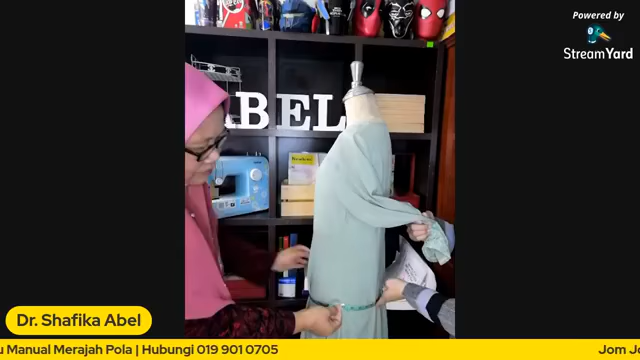 Powered by
StreamYard
ABEL
Dr. Shafika Abel
u Manual Merajah Pola | Hubungi 019 901 0705
Jom Jo